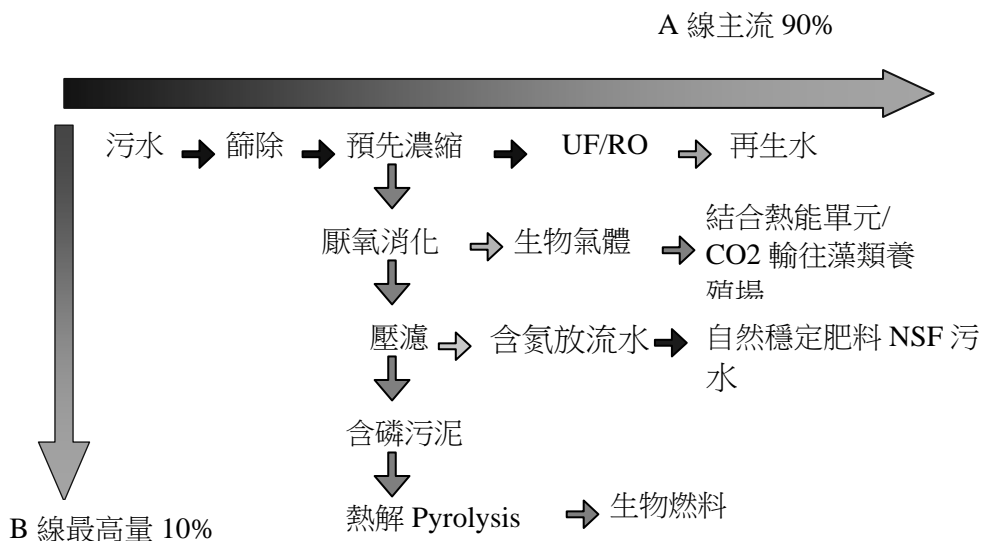 A 線主流 90%
污水
篩除
預先濃縮
UF/RO
再生水
厭氧消化
生物氣體
結合熱能單元/
CO2 輸往藻類養
殖場
壓濾
含氮放流水
自然穩定肥料 NSF 污
水
含磷污泥
熱解 Pyrolysis
生物燃料
B 線最高量 10%